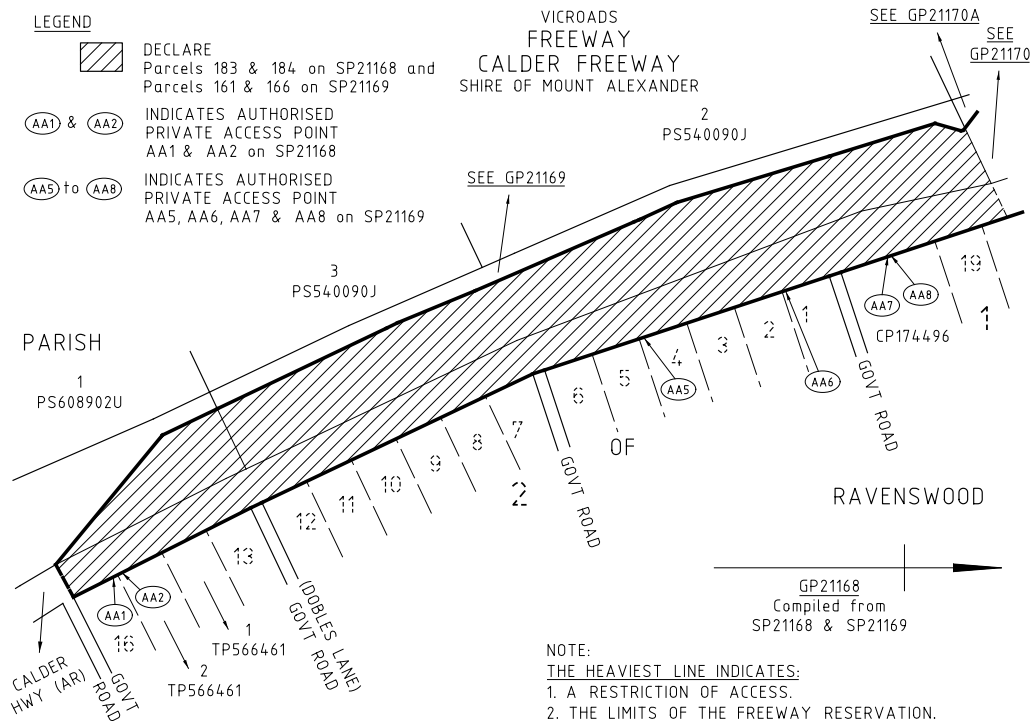 LEGEND
DECLARE
Parcels 183 & 184 on SP21168 and
Parcels 161 & 166 on SP21169
AA1 & AA2
INDICATES AUTHORISED
PRIVATE ACCESS POINT
AA1 & AA2 on SP21168
AA5 to AA8
INDICATES AUTHORISED
PRIVATE ACCESS POINT
AA5, AA6, AA7 & AA8 on SP21169
VICROADS
FREEWAY
CALDER FREEWAY
SHIRE OF MOUNT ALEXANDER
SEE GP21170A
SEE
GP21170
2
PS540090J
SEE GP21169
3
PS540090J
PARISH
1
PS608902U
19
1
AA7
AA8
CP174496
1
2
3
4
5
6
AA6
AA5
GOVT ROAD
OF
GOVT ROAD
7
8
2
9
10
11
12
13
(DOBLES LANE)
GOVT ROAD
AA1
AA2
16
1
TP566461
2
TP566461
CALDER
HWY (AR)
GOVT
ROAD
RAVENSWOOD
GP21168
Compiled from
SP21168 & SP21169
NOTE:
THE HEAVIEST LINE INDICATES:
1. A RESTRICTION OF ACCESS.
2. THE LIMITS OF THE FREEWAY RESERVATION.